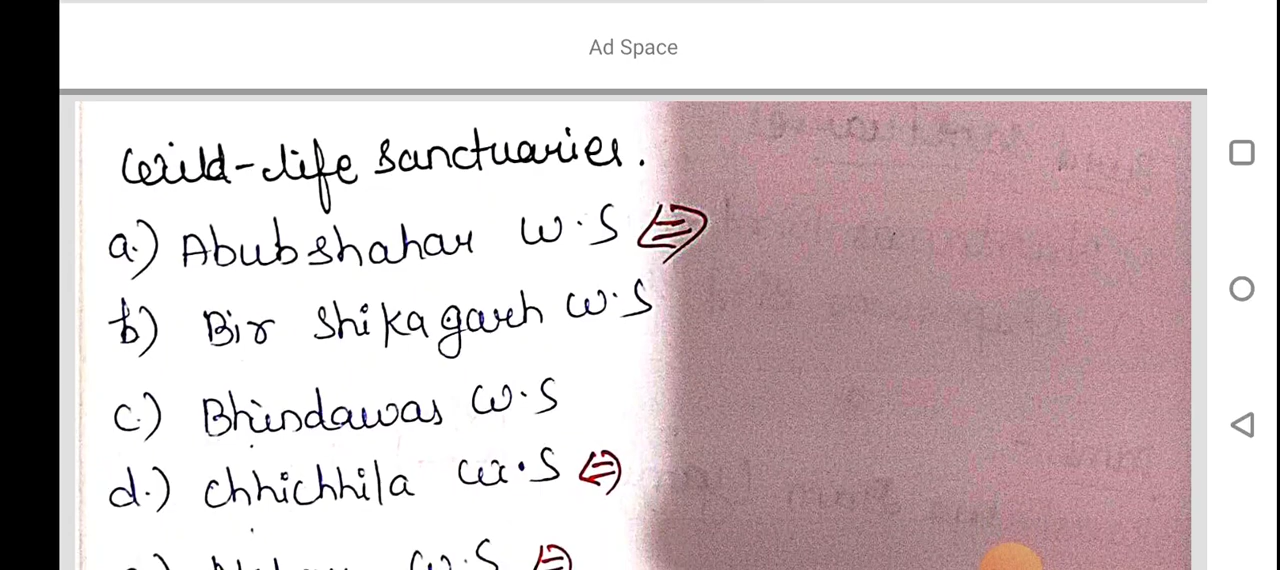 Ad Space
Wild-life Sanctuaries.
a.) Abubshahar W.S
b) Bir Shikagarh W.S
c.) Bhindawas W.S
d.) Chhichhila W.S
W.S